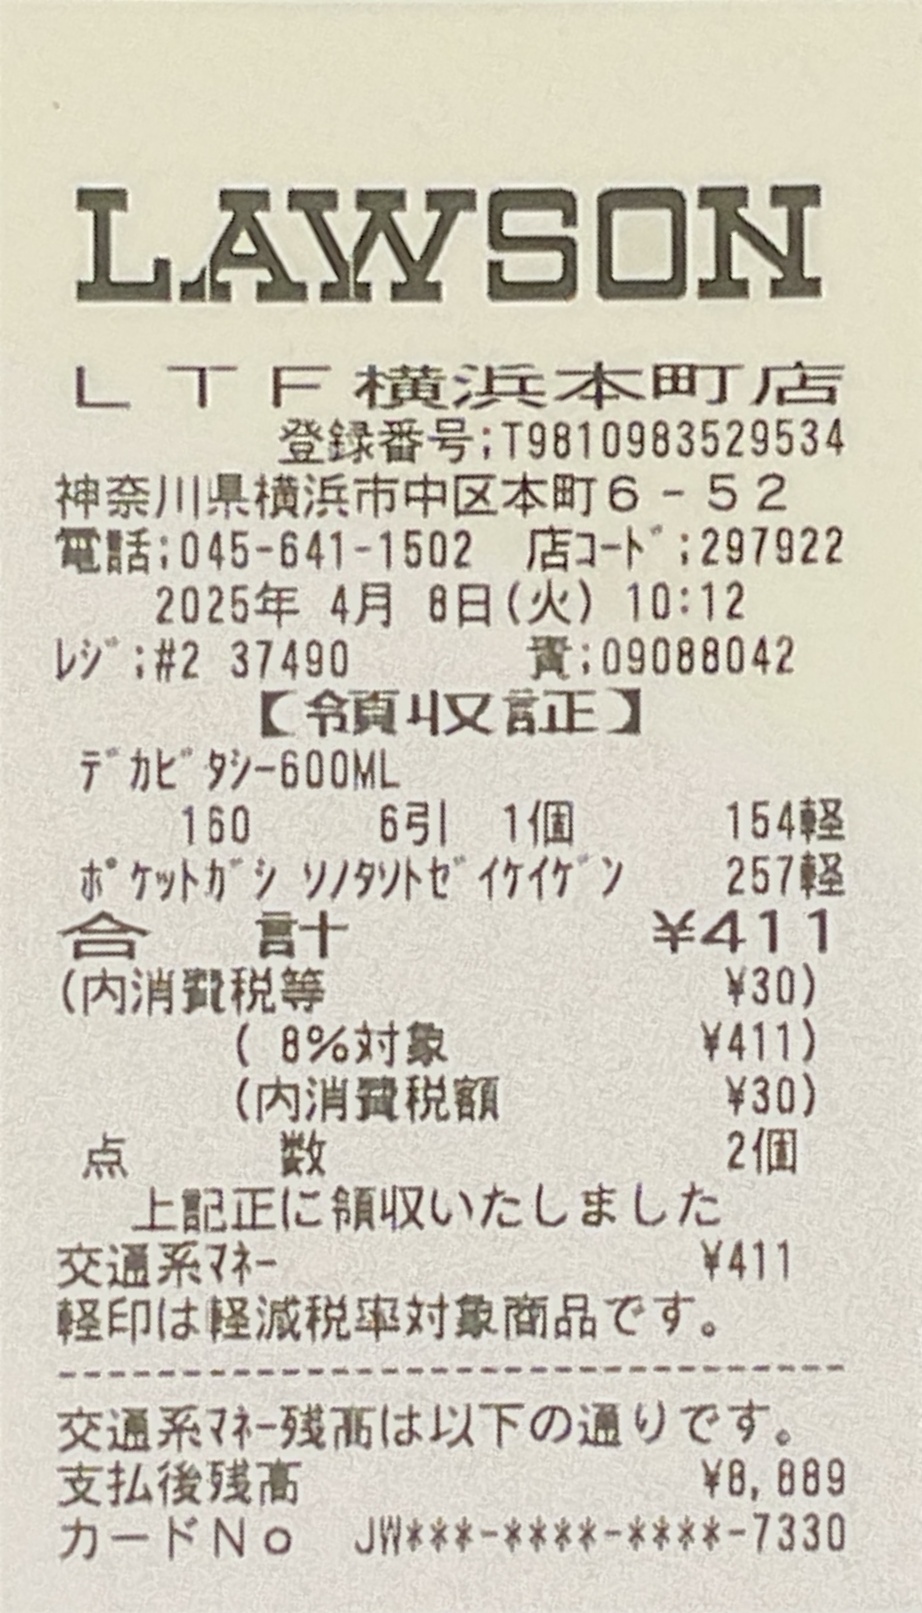 LAWSON
LTF横浜本町店
登録番号;T9810983529534
神奈川県横浜市中区本町6-52
電話;045-641-1502 店コード;297922
2025年 4月 8日(火) 10:12
レジ;#2 37490 責;09088042
【領収証】
デカビタシー600ML
160 6引 1個 154軽
ポケットガシ ソノタソトゼイケイゲン 257軽
合 計 ¥411
(内消費税等 ¥30)
( 8%対象 ¥411)
(内消費税額 ¥30)
点 数 2個
上記正に領収いたしました
交通系マネー ¥411
軽印は軽減税率対象商品です。
--------------------------------
交通系マネー残高は以下の通りです。
支払後残高 ¥8,889
カードNo JW***-****-****-7330